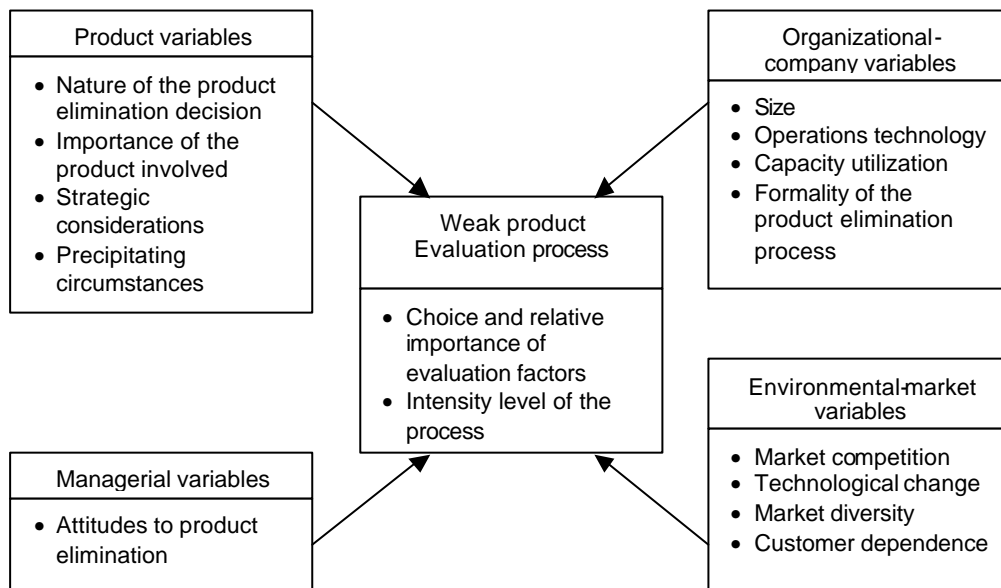 Product variables
• Nature of the product
elimination decision
• Importance of the
product involved
• Strategic
considerations
• Precipitating
circumstances
Organizational-
company variables
• Size
• Operations technology
• Capacity utilization
• Formality of the
product elimination
process
Weak product
Evaluation process
• Choice and relative
importance of
evaluation factors
• Intensity level of the
process
Managerial variables
• Attitudes to product
elimination
Environmental-market
variables
• Market competition
• Technological change
• Market diversity
• Customer dependence